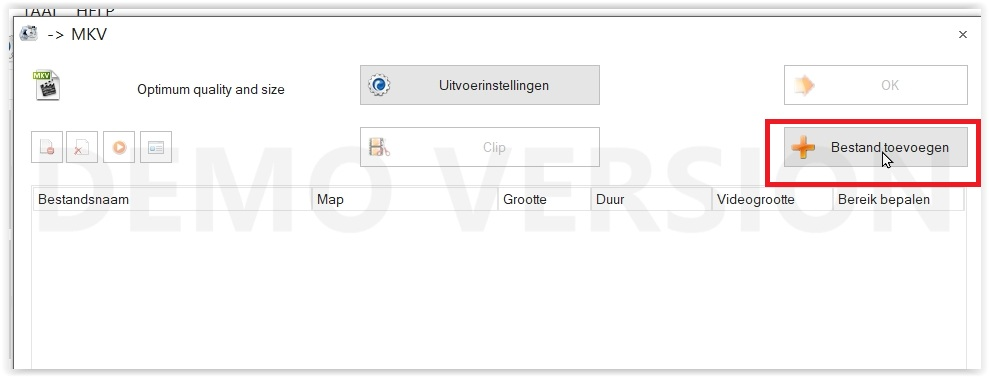 TAAL HELP
-> MKV
×
MKV
Optimum quality and size
Uitvoerinstellingen
OK
Clip
Bestand toevoegen
DEMO VERSION
Bestandsnaam Map Grootte Duur Videogrootte Bereik bepalen